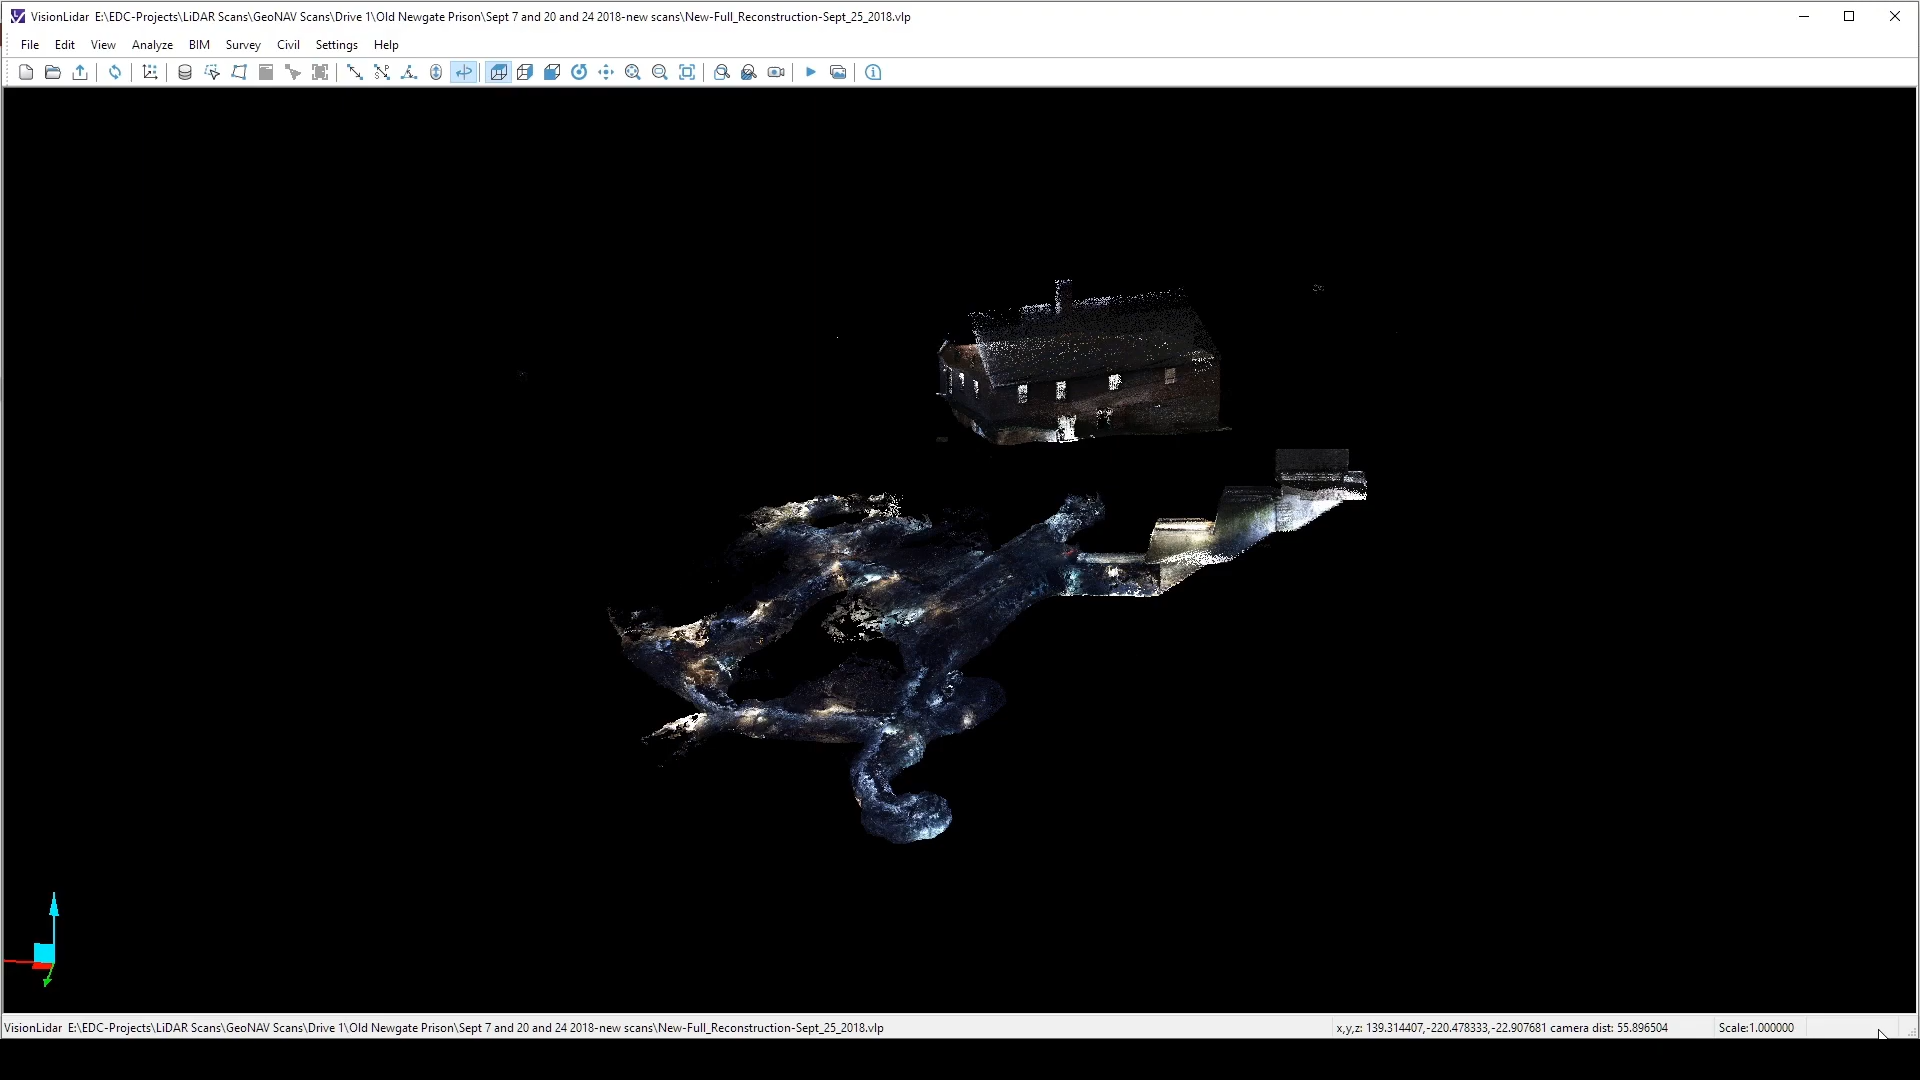 VisionLidar E:\EDC-Projects\LiDAR Scans\GeoNAV Scans\Drive 1\Old Newgate Prison\Sept 7 and 20 and 24 2018-new scans\New-Full_Reconstruction-Sept_25_2018.vlp
File Edit View Analyze BIM Survey Civil Settings Help
VisionLidar E:\EDC-Projects\LiDAR Scans\GeoNAV Scans\Drive 1\Old Newgate Prison\Sept 7 and 20 and 24 2018-new scans\New-Full_Reconstruction-Sept_25_2018.vlp x,y,z: 139.314407,-220.478333,-22.907681 camera dist: 55.896504 Scale:1.000000